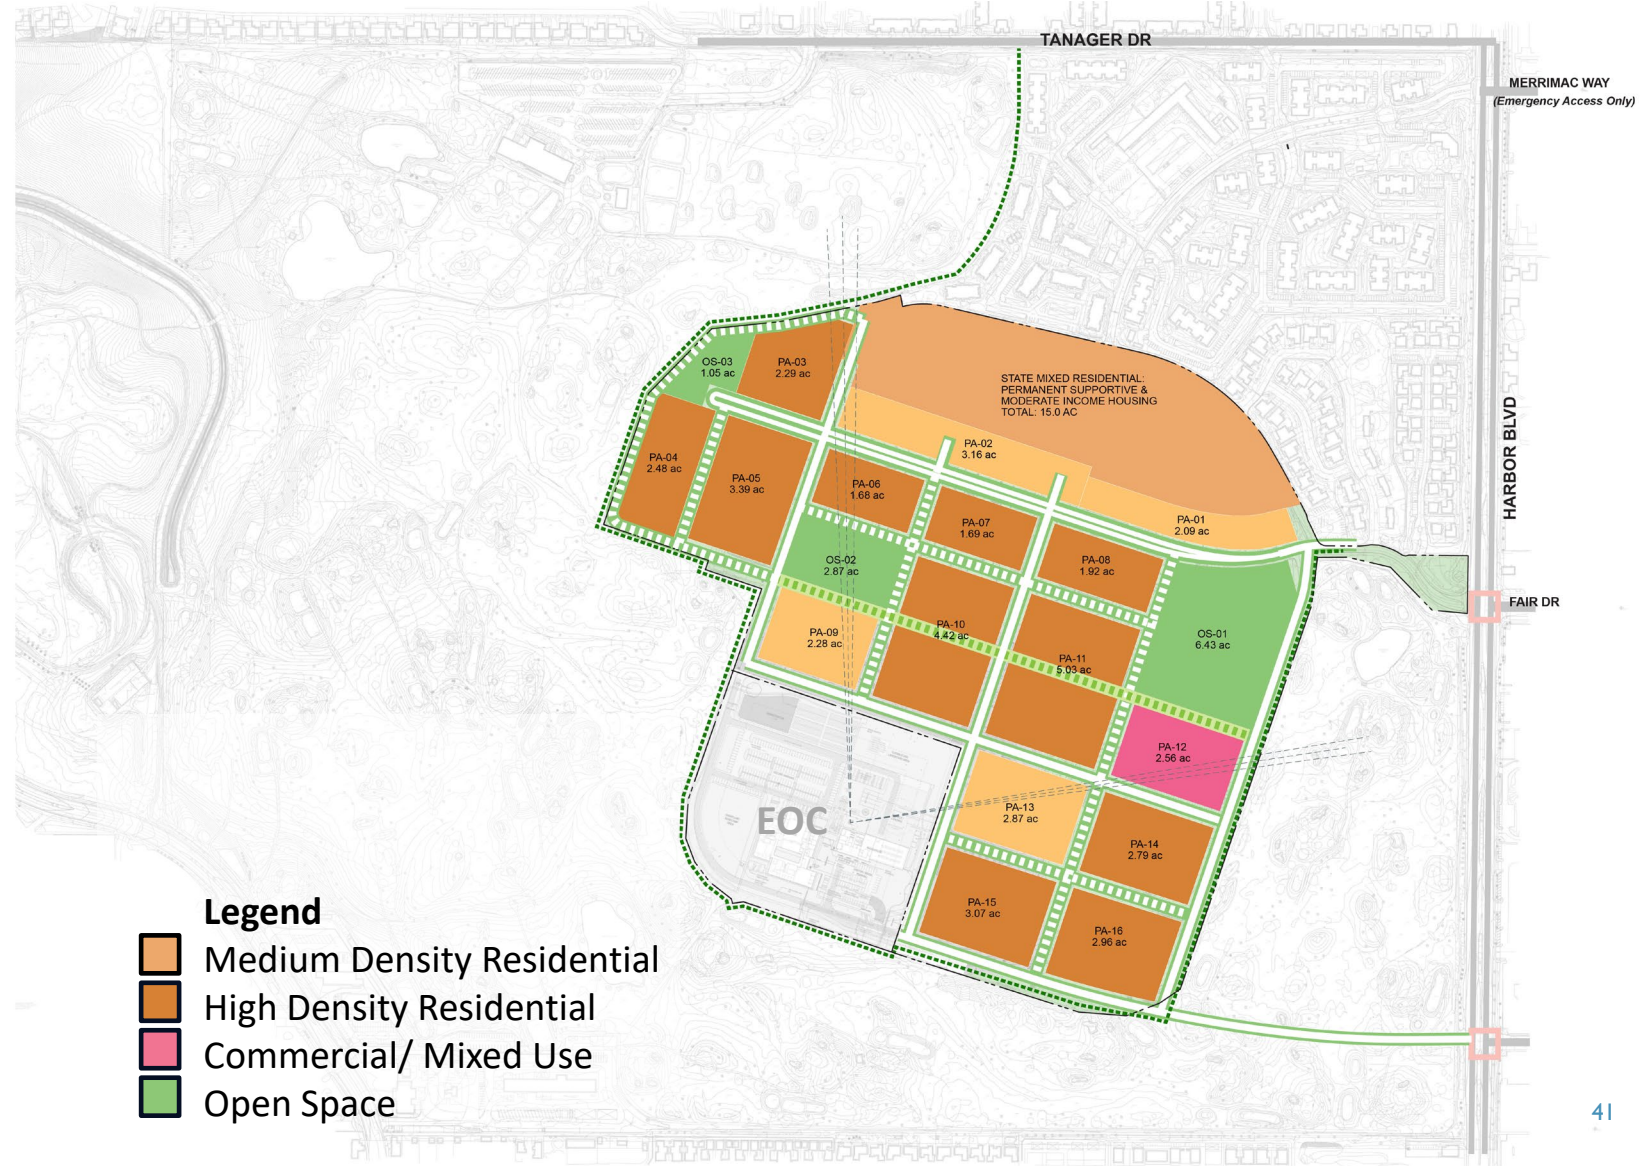 TANAGER DR
MERRIMAC WAY
(Emergency Access Only)
HARBOR BLVD
FAIR DR
STATE MIXED RESIDENTIAL:
PERMANENT SUPPORTIVE &
MODERATE INCOME HOUSING
TOTAL: 15.0 AC
OS-03
1.05 ac
PA-03
2.29 ac
PA-02
3.16 ac
PA-04
2.48 ac
PA-05
3.39 ac
PA-06
1.68 ac
PA-07
1.69 ac
PA-01
2.09 ac
PA-08
1.92 ac
OS-02
2.87 ac
PA-09
2.28 ac
PA-10
4.42 ac
PA-11
5.03 ac
OS-01
6.43 ac
PA-12
2.56 ac
EOC
PA-13
2.87 ac
PA-14
2.79 ac
PA-15
3.07 ac
PA-16
2.96 ac
Legend
Medium Density Residential
High Density Residential
Commercial/ Mixed Use
Open Space
41